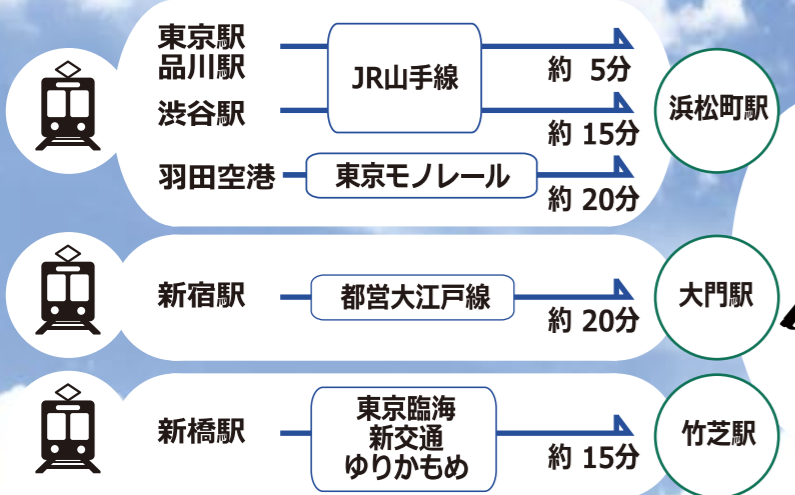 東京駅
品川駅
JR山手線
約 5分
渋谷駅
約 15分
浜松町駅
羽田空港
東京モノレール
約 20分
新宿駅
都営大江戸線
約 20分
大門駅
新橋駅
東京臨海
新交通
ゆりかもめ
約 15分
竹芝駅